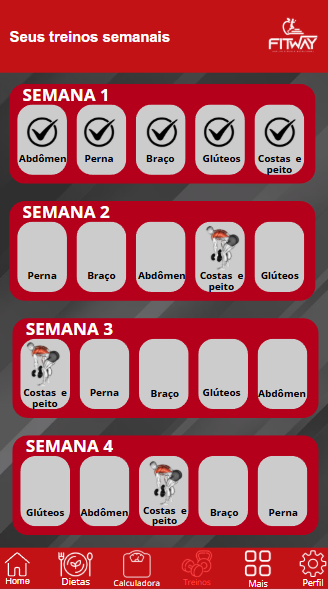 Seus treinos semanais
FITWAY
SEMANA 1
Abdômen Perna Braço Glúteos Costas e peito
SEMANA 2
Perna Braço Abdômen Costas e peito Glúteos
SEMANA 3
Costas e peito Perna Braço Glúteos Abdômen
SEMANA 4
Glúteos Abdômen Costas e peito Braço Perna
Home Dietas Calculadora Treinos Mais Perfil